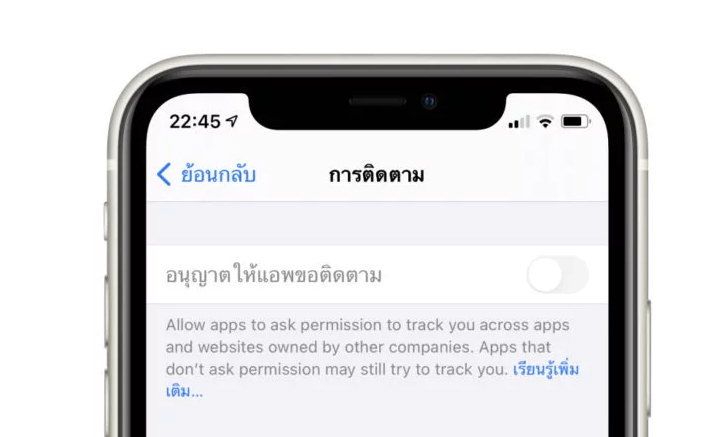 22:45
ย้อนกลับ
การติดตาม
อนุญาตให้แอพขอติดตาม
Allow apps to ask permission to track you across apps
and websites owned by other companies. Apps that
don't ask permission may still try to track you. เรียนรู้เพิ่ม
เติม...